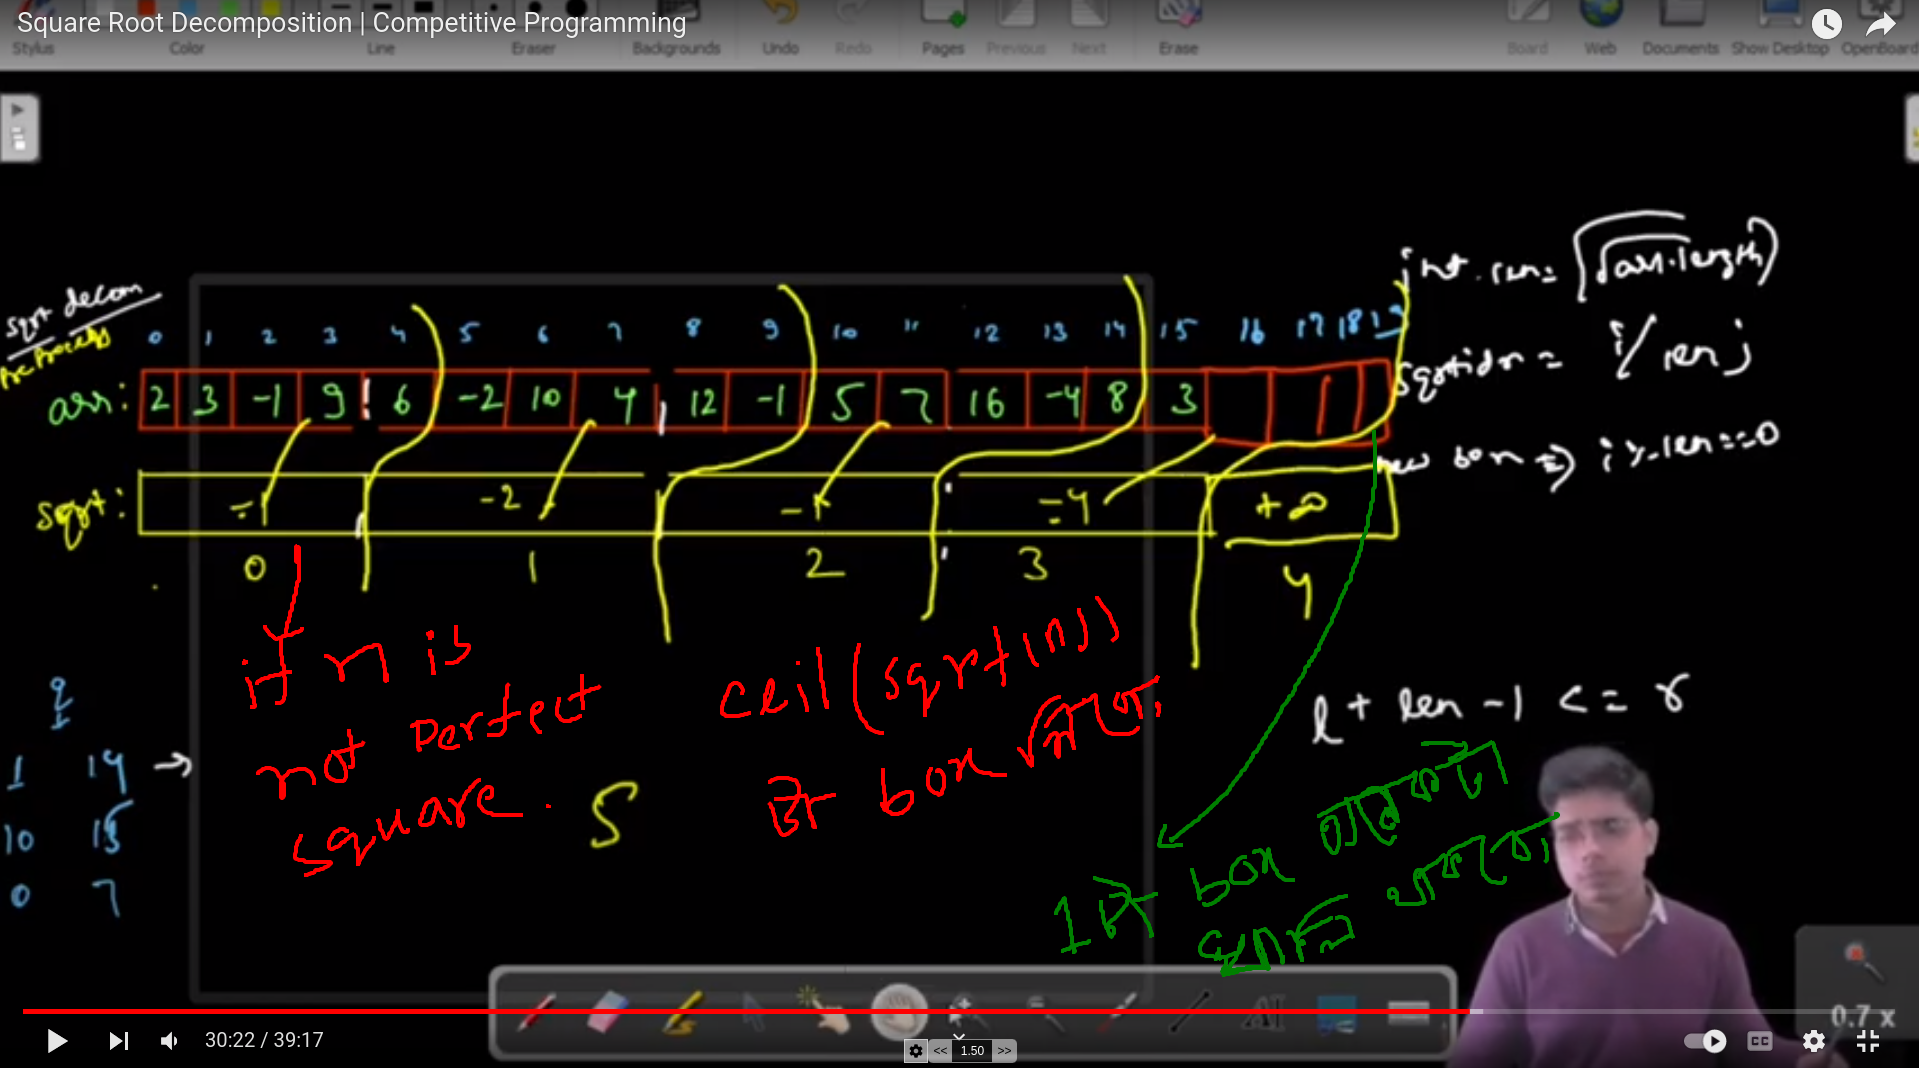 Square Root Decomposition | Competitive Programming
Stylus Color Line Eraser Backgrounds Undo Redo Pages Previous Next Erase Board Web Documents Show Desktop OpenBoard
sqrt decom
Pre Process
int len = √arr.length
0 1 2 3 4 5 6 7 8 9 10 11 12 13 14 15 16 17 18 19
sqrtidx = i/len;
arr: 2 3 -1 9 6 -2 10 4 12 -1 5 7 16 -4 8 3
new box => i%len==0
sqrt: -1 -2 -1 -4 +∞
0 1 2 3 4
if n is
not perfect
square.
ceil(sqrt(n))
টা box নিবো,
l + len -1 <= r
q
1 14 →
10 15
0 7
5
1 টা box
30:22 / 39:17
<< 1.50 >>
CC
0.7 x